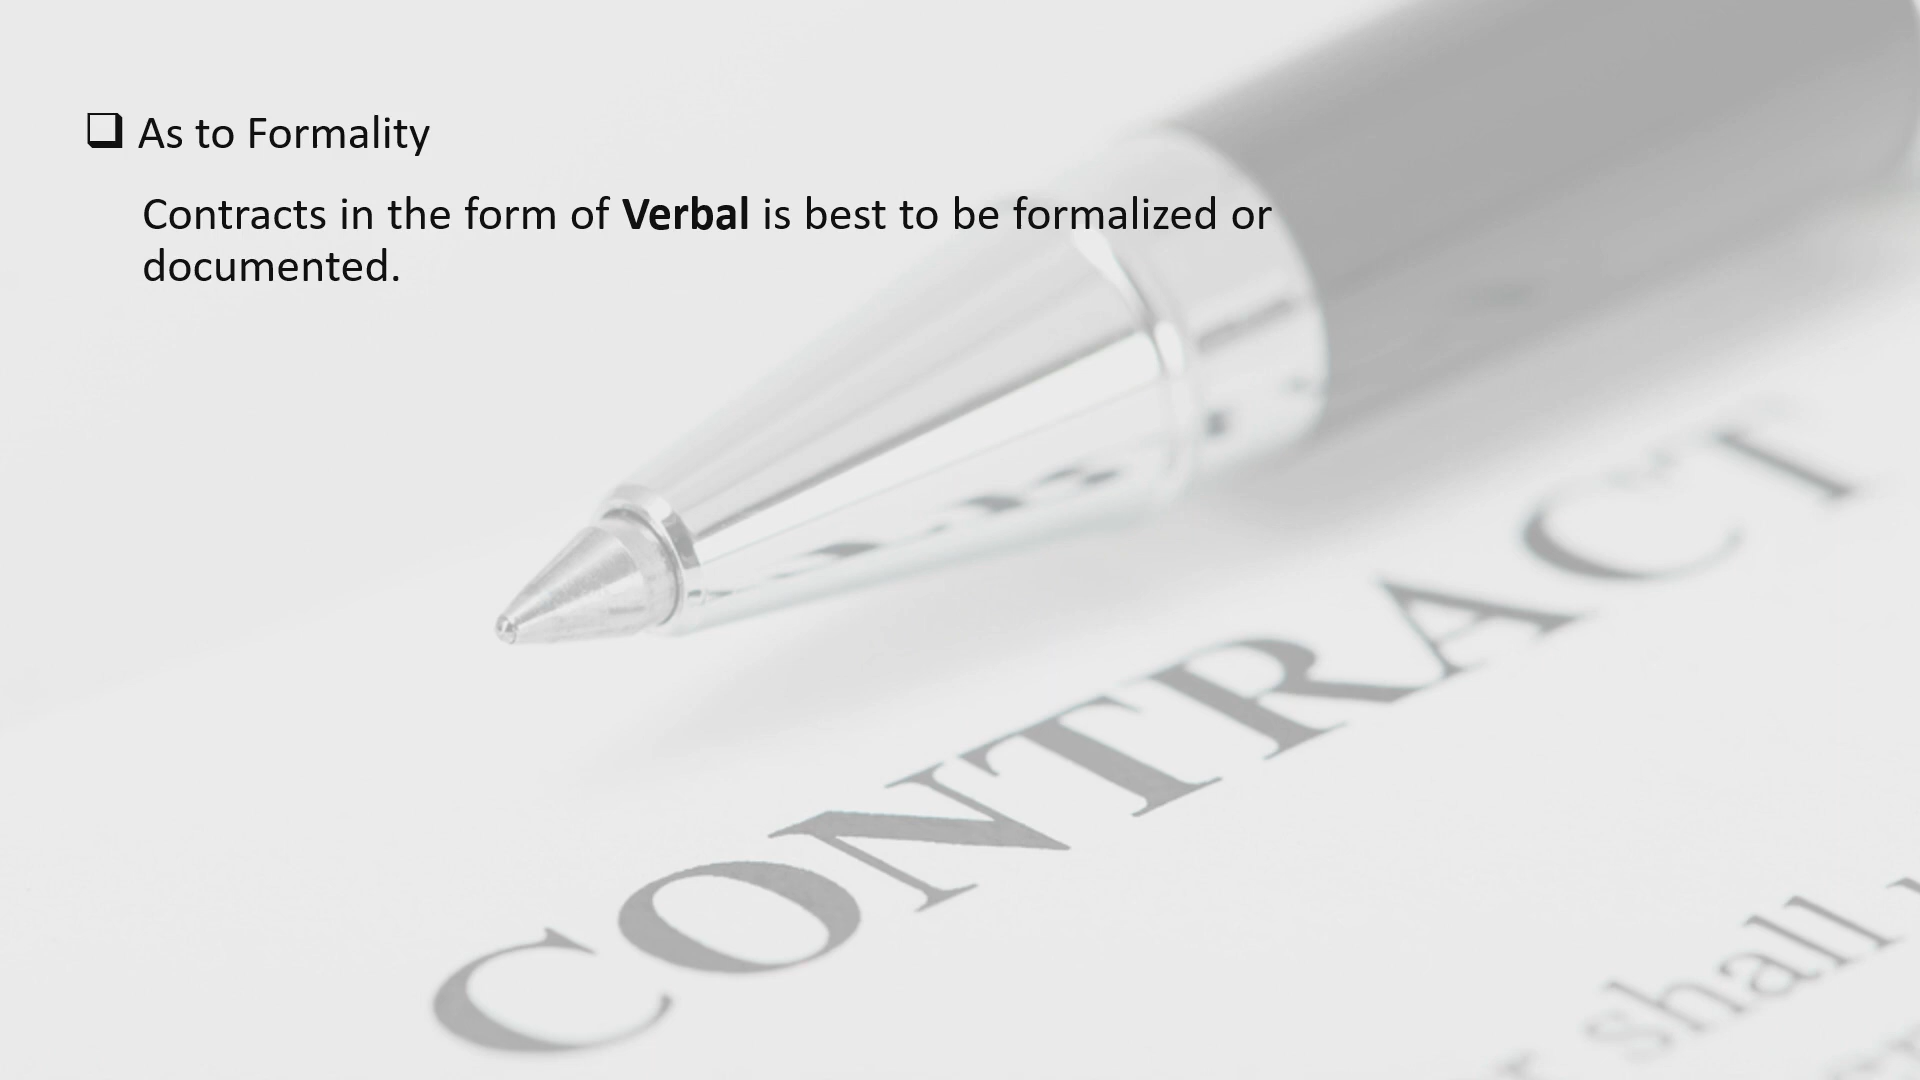 ❑ As to Formality
Contracts in the form of Verbal is best to be formalized or
documented.
CONTRACT
shall